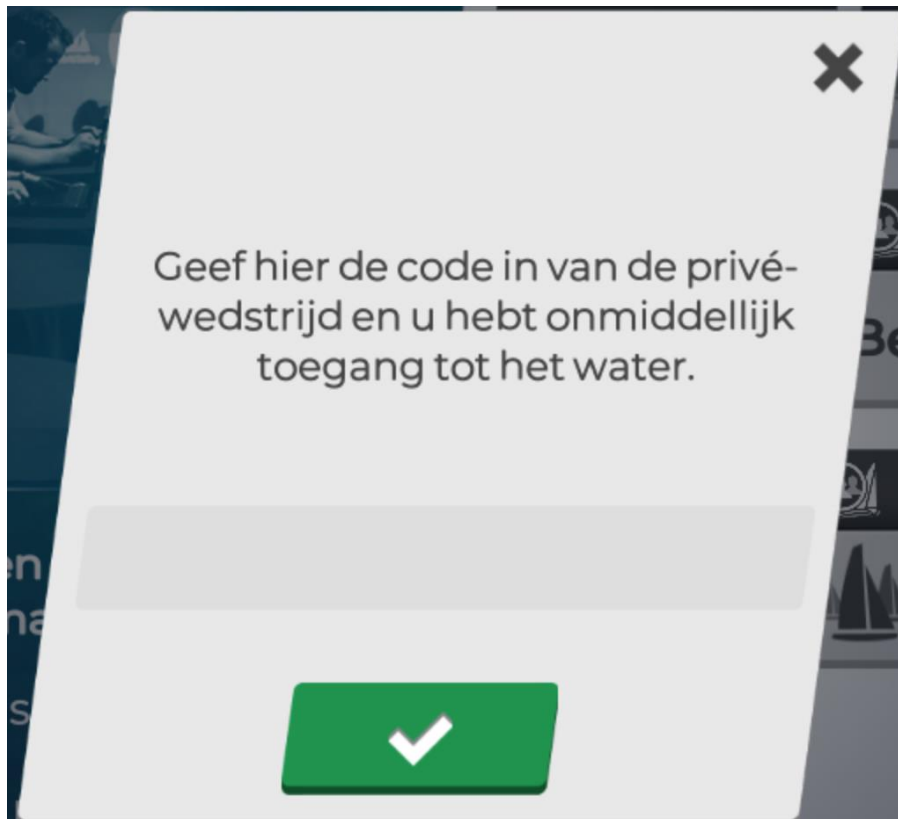 Geef hier de code in van de privé-
wedstrijd en u hebt onmiddellijk
toegang tot het water.